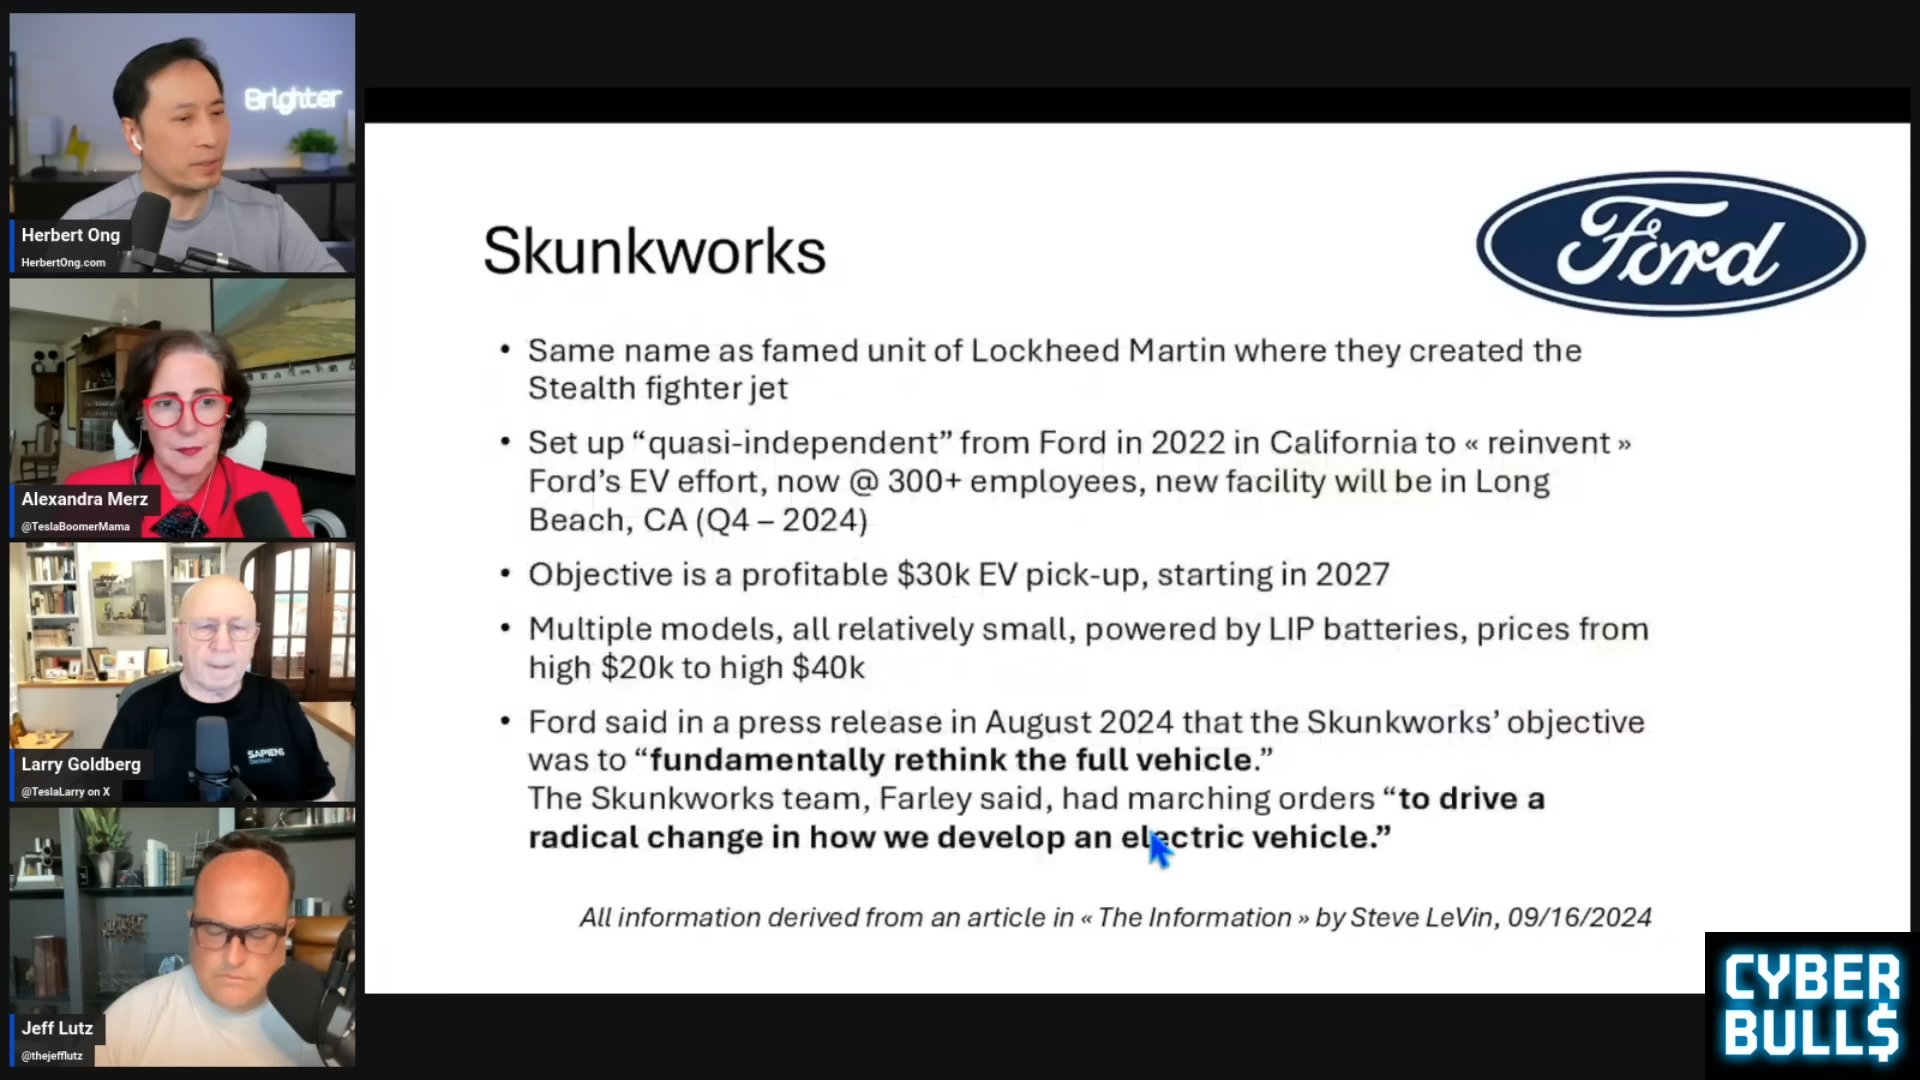 Brighter
Herbert Ong
HerbertOng.com
Alexandra Merz
@TeslaBoomerMama
SAPIENS
Decision
Larry Goldberg
@TeslaLarry on X
Jeff Lutz
@thejefflutz
Ford
Skunkworks
• Same name as famed unit of Lockheed Martin where they created the
Stealth fighter jet
• Set up “quasi-independent” from Ford in 2022 in California to « reinvent »
Ford’s EV effort, now @ 300+ employees, new facility will be in Long
Beach, CA (Q4 – 2024)
• Objective is a profitable $30k EV pick-up, starting in 2027
• Multiple models, all relatively small, powered by LIP batteries, prices from
high $20k to high $40k
• Ford said in a press release in August 2024 that the Skunkworks’ objective
was to “fundamentally rethink the full vehicle.”
The Skunkworks team, Farley said, had marching orders “to drive a
radical change in how we develop an electric vehicle.”
All information derived from an article in « The Information » by Steve LeVin, 09/16/2024
CYBER
BULL$